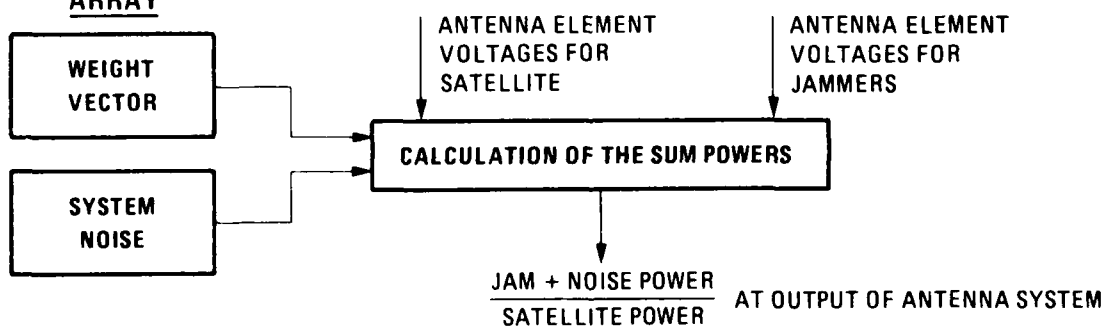 ARRAY
WEIGHT
VECTOR
SYSTEM
NOISE
ANTENNA ELEMENT
VOLTAGES FOR
SATELLITE
ANTENNA ELEMENT
VOLTAGES FOR
JAMMERS
CALCULATION OF THE SUM POWERS
JAM + NOISE POWER
SATELLITE POWER
AT OUTPUT OF ANTENNA SYSTEM